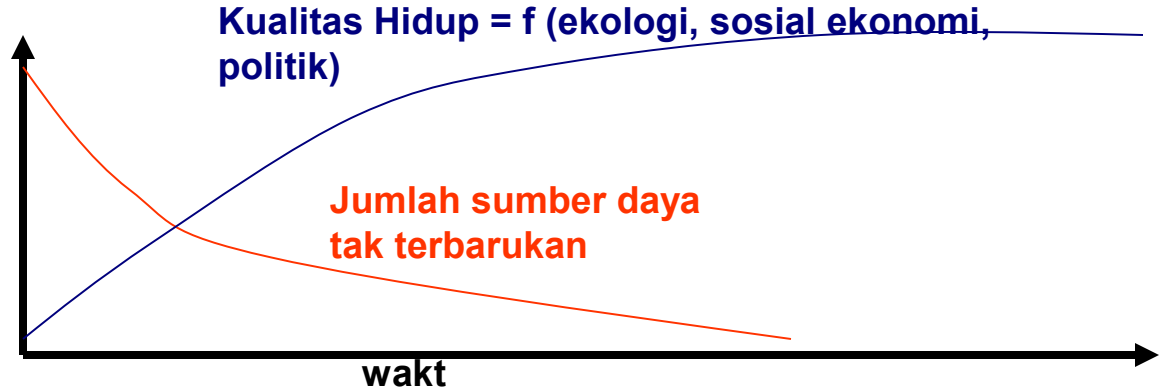 Kualitas Hidup = f (ekologi, sosial ekonomi,
politik)
Jumlah sumber daya
tak terbarukan
wakt